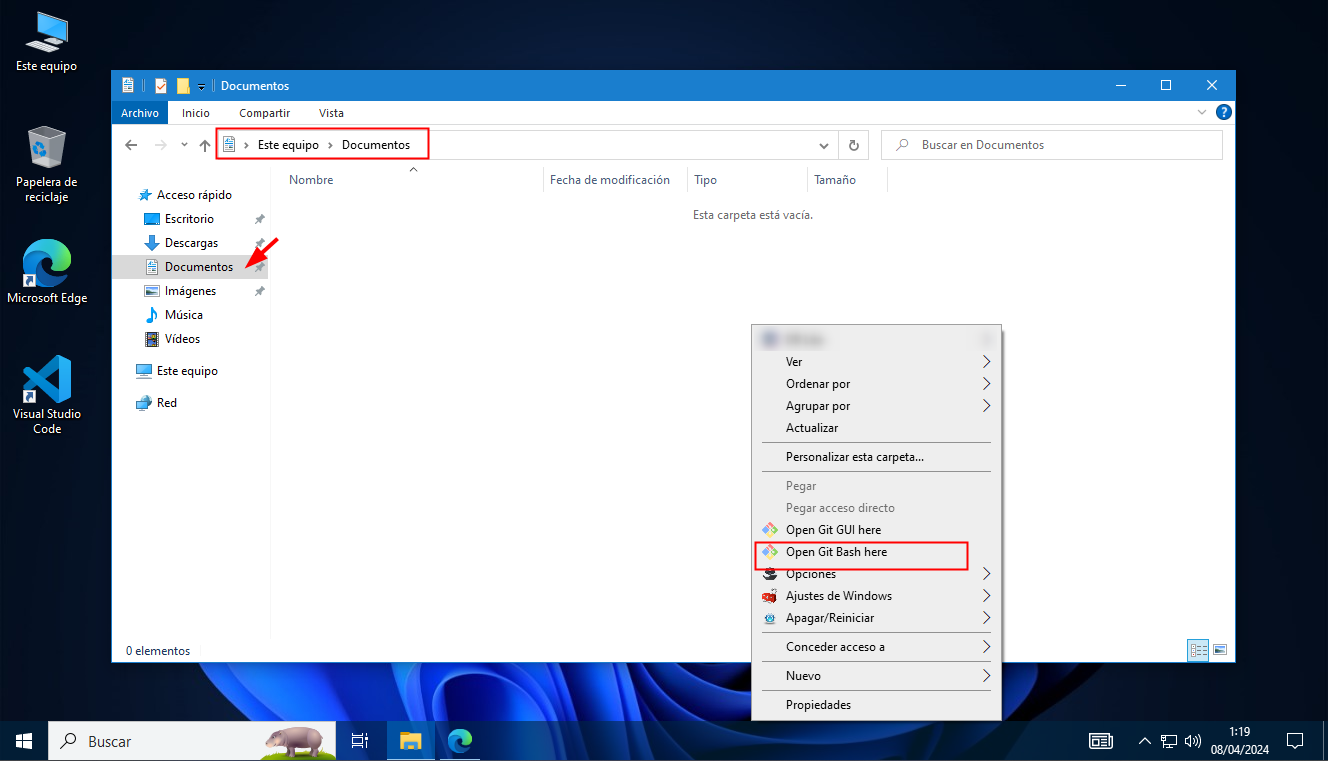 Este equipo
Papelera de
reciclaje
Microsoft Edge
Visual Studio
Code
Documentos
Archivo
Inicio
Compartir
Vista
?
Este equipo
Documentos
Buscar en Documentos
Acceso rápido
Escritorio
Descargas
Documentos
Imágenes
Música
Vídeos
Este equipo
Red
Nombre
Fecha de modificación
Tipo
Tamaño
Esta carpeta está vacía.
Ver
Ordenar por
Agrupar por
Actualizar
Personalizar esta carpeta...
Pegar
Pegar acceso directo
Open Git GUI here
Open Git Bash here
Opciones
Ajustes de Windows
Apagar/Reiniciar
Conceder acceso a
Nuevo
Propiedades
0 elementos
Buscar
1:19
08/04/2024